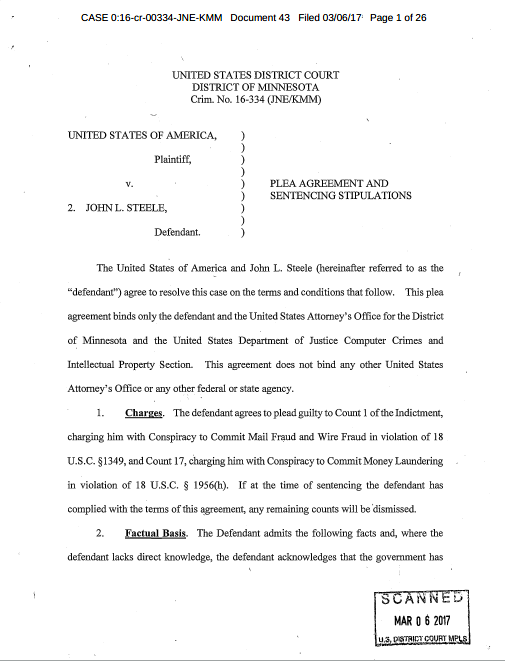 CASE 0:16-cr-00334-JNE-KMM Document 43 Filed 03/06/17 Page 1 of 26
UNITED STATES DISTRICT COURT
DISTRICT OF MINNESOTA
Crim. No. 16-334 (JNE/KMM)
UNITED STATES OF AMERICA, )
)
Plaintiff, )
)
v. ) PLEA AGREEMENT AND
) SENTENCING STIPULATIONS
2. JOHN L. STEELE, )
)
Defendant. )
The United States of America and John L. Steele (hereinafter referred to as the
“defendant”) agree to resolve this case on the terms and conditions that follow. This plea
agreement binds only the defendant and the United States Attorney’s Office for the District
of Minnesota and the United States Department of Justice Computer Crimes and
Intellectual Property Section. This agreement does not bind any other United States
Attorney’s Office or any other federal or state agency.
1. Charges. The defendant agrees to plead guilty to Count 1 of the Indictment,
charging him with Conspiracy to Commit Mail Fraud and Wire Fraud in violation of 18
U.S.C. §1349, and Count 17, charging him with Conspiracy to Commit Money Laundering
in violation of 18 U.S.C. § 1956(h). If at the time of sentencing the defendant has
complied with the terms of this agreement, any remaining counts will be dismissed.
2. Factual Basis. The Defendant admits the following facts and, where the
defendant lacks direct knowledge, the defendant acknowledges that the government has
SCANNED
MAR 06 2017
U.S. DISTRICT COURT MPLS